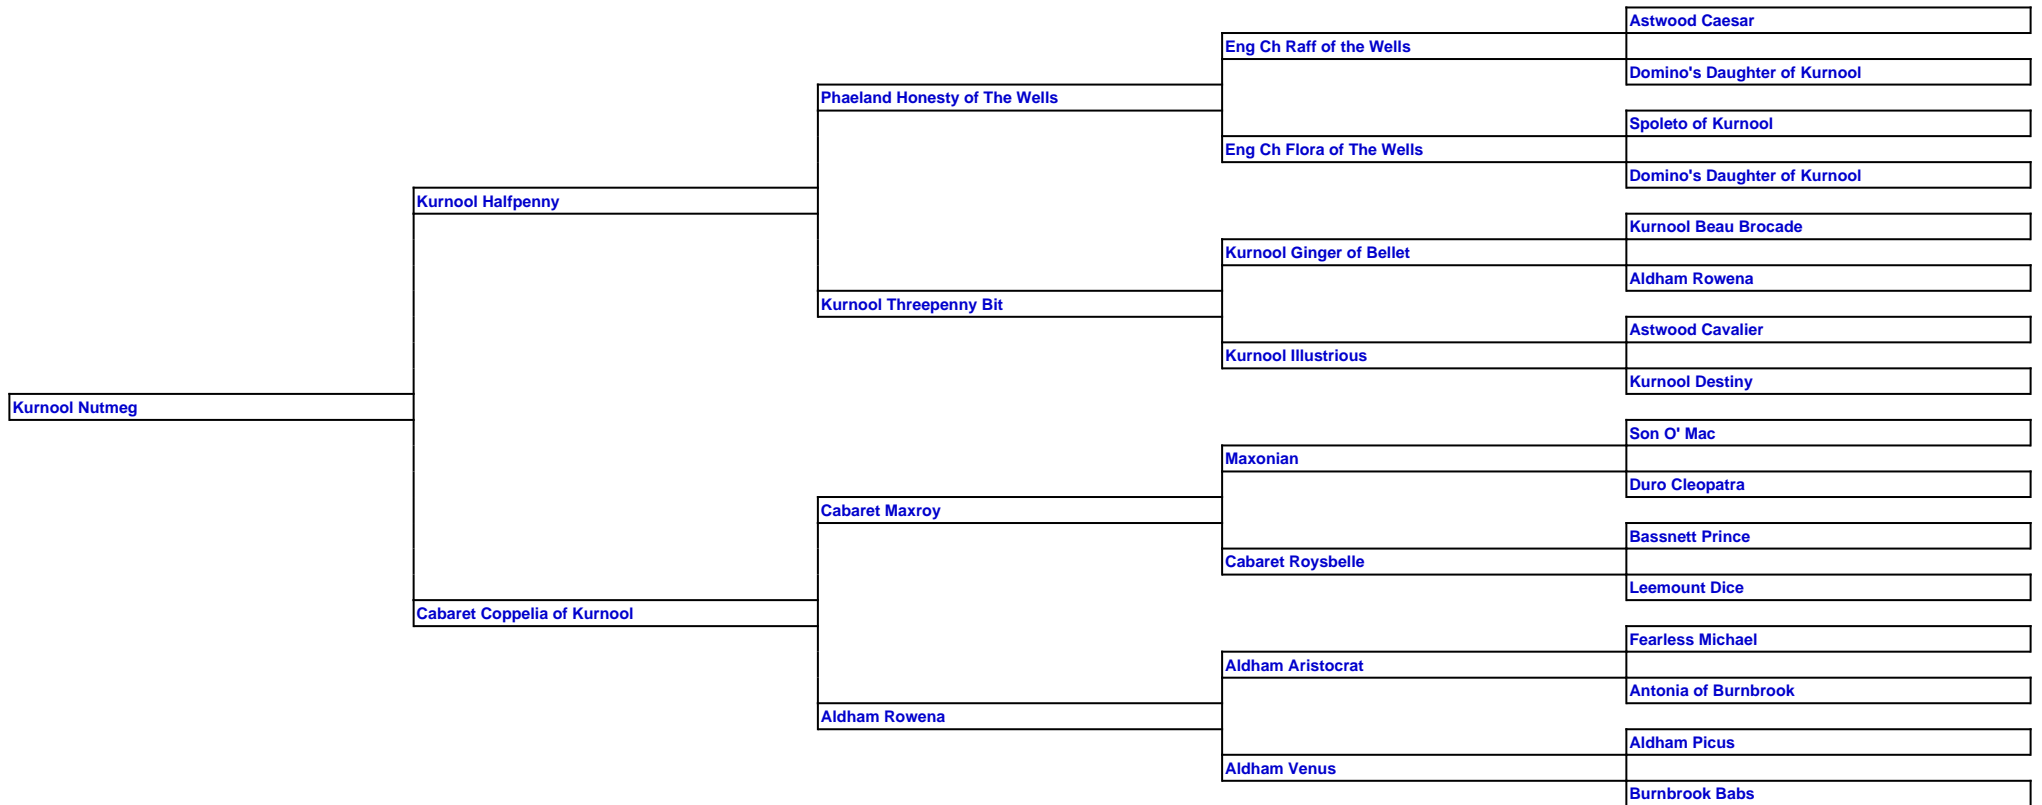 Astwood Caesar
Eng Ch Raff of the Wells
Domino's Daughter of Kurnool
Phaeland Honesty of The Wells
Spoleto of Kurnool
Eng Ch Flora of The Wells
Domino's Daughter of Kurnool
Kurnool Halfpenny
Kurnool Beau Brocade
Kurnool Ginger of Bellet
Aldham Rowena
Kurnool Threepenny Bit
Astwood Cavalier
Kurnool Illustrious
Kurnool Destiny
Kurnool Nutmeg
Son O' Mac
Maxonian
Duro Cleopatra
Cabaret Maxroy
Bassnett Prince
Cabaret Roysbelle
Leemount Dice
Cabaret Coppelia of Kurnool
Fearless Michael
Aldham Aristocrat
Antonia of Burnbrook
Aldham Rowena
Aldham Picus
Aldham Venus
Burnbrook Babs